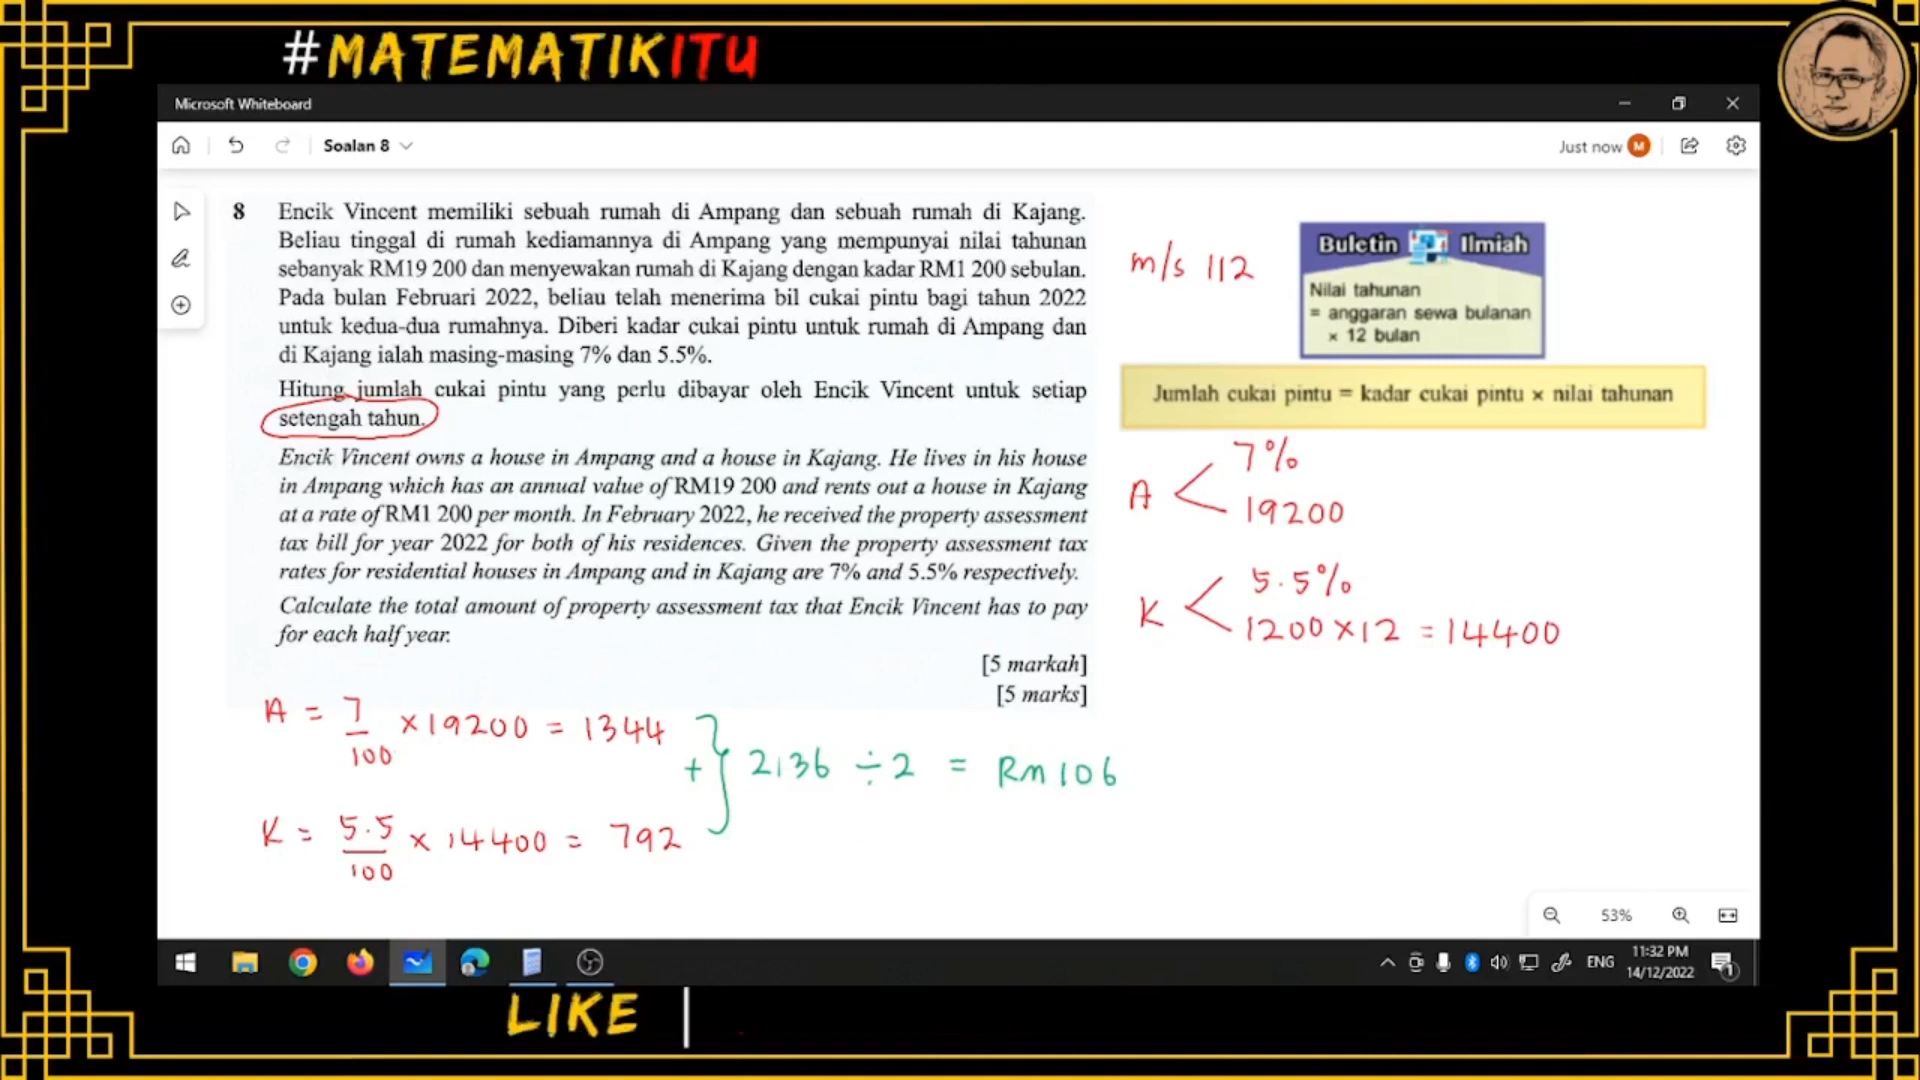 #MATEMATIKITU
Microsoft Whiteboard
Soalan 8
Just now M
8 Encik Vincent memiliki sebuah rumah di Ampang dan sebuah rumah di Kajang.
Beliau tinggal di rumah kediamannya di Ampang yang mempunyai nilai tahunan
sebanyak RM19 200 dan menyewakan rumah di Kajang dengan kadar RM1 200 sebulan.
Pada bulan Februari 2022, beliau telah menerima bil cukai pintu bagi tahun 2022
untuk kedua-dua rumahnya. Diberi kadar cukai pintu untuk rumah di Ampang dan
di Kajang ialah masing-masing 7% dan 5.5%.
Hitung jumlah cukai pintu yang perlu dibayar oleh Encik Vincent untuk setiap
setengah tahun.
Encik Vincent owns a house in Ampang and a house in Kajang. He lives in his house
in Ampang which has an annual value of RM19 200 and rents out a house in Kajang
at a rate of RM1 200 per month. In February 2022, he received the property assessment
tax bill for year 2022 for both of his residences. Given the property assessment tax
rates for residential houses in Ampang and in Kajang are 7% and 5.5% respectively.
Calculate the total amount of property assessment tax that Encik Vincent has to pay
for each half year.
[5 markah]
[5 marks]
m/s 112
Buletin Ilmiah
Nilai tahunan
= anggaran sewa bulanan
× 12 bulan
Jumlah cukai pintu = kadar cukai pintu × nilai tahunan
A < 7%
19200
K < 5.5%
1200 × 12 = 14400
A = 7/100 × 19200 = 1344
+ } 2136 ÷ 2 = Rm 106
K = 5.5/100 × 14400 = 792
53%
ENG
11:32 PM
14/12/2022
1
LIKE |